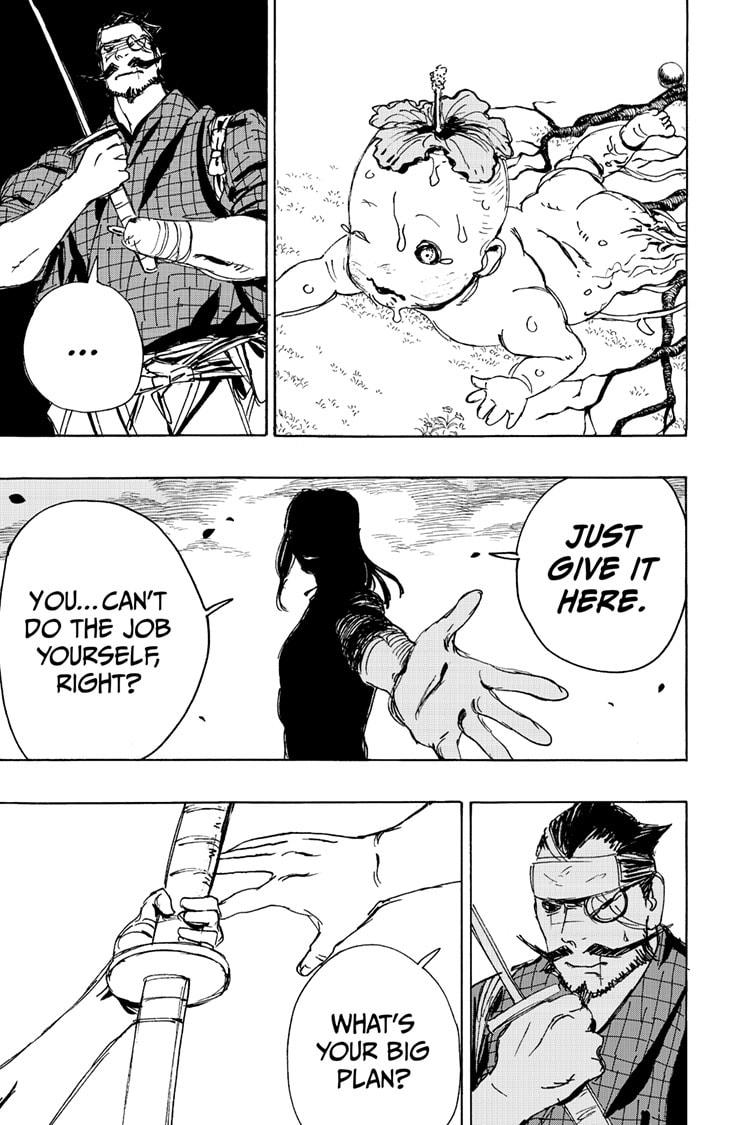 ...
JUST
GIVE IT
HERE.
YOU...CAN'T
DO THE JOB
YOURSELF,
RIGHT?
WHAT'S
YOUR BIG
PLAN?